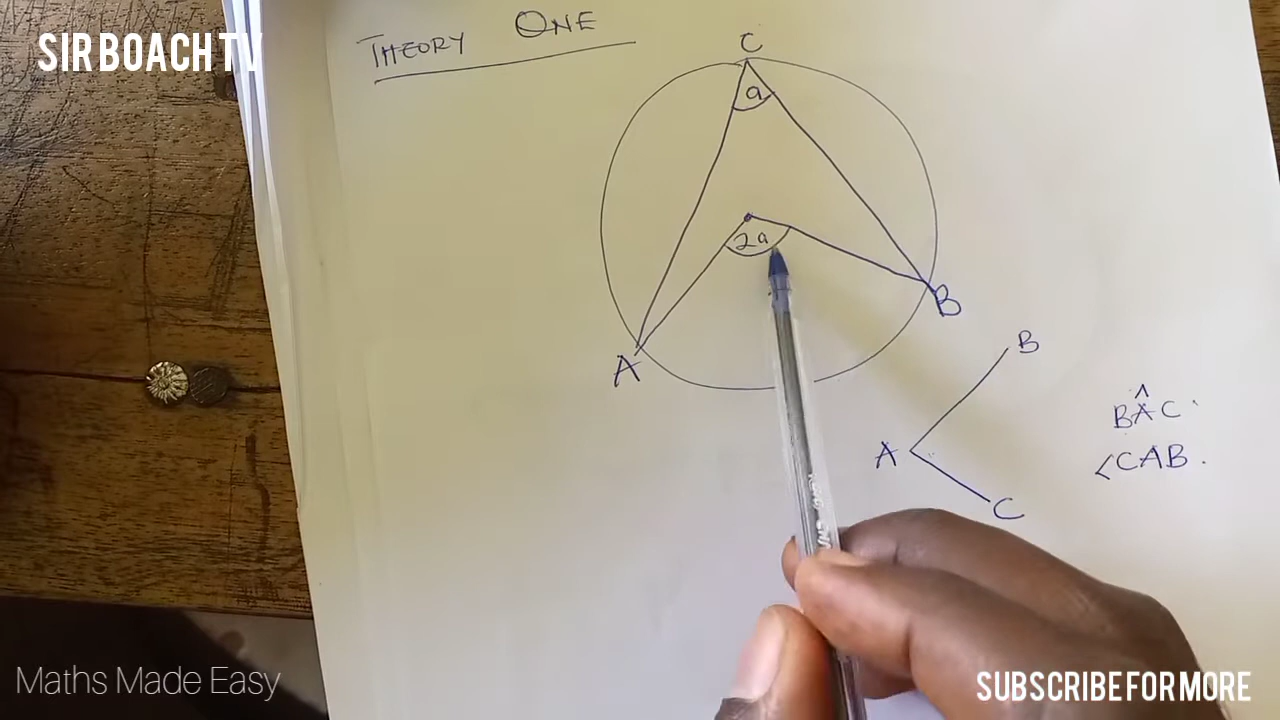 SIR BOACH TV
THEORY ONE
C
a
2a
A
B
B
A
C
BÂC.
<CAB.
Maths Made Easy
SUBSCRIBE FOR MORE